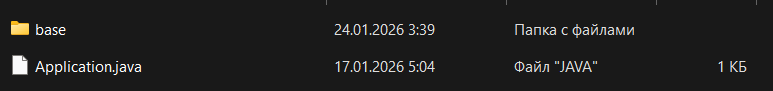 base 24.01.2026 3:39 Папка с файлами
Application.java 17.01.2026 5:04 Файл "JAVA" 1 КБ